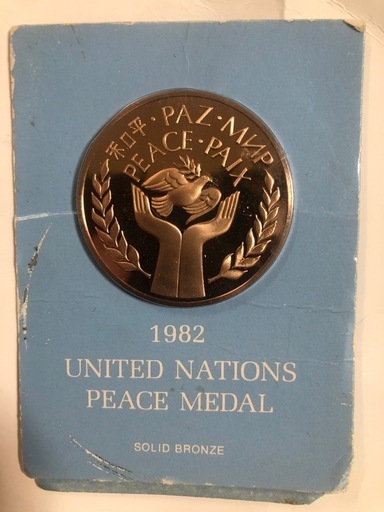 和平 · PAZ · МИР
PEACE · PAIX
1982
UNITED NATIONS
PEACE MEDAL
SOLID BRONZE